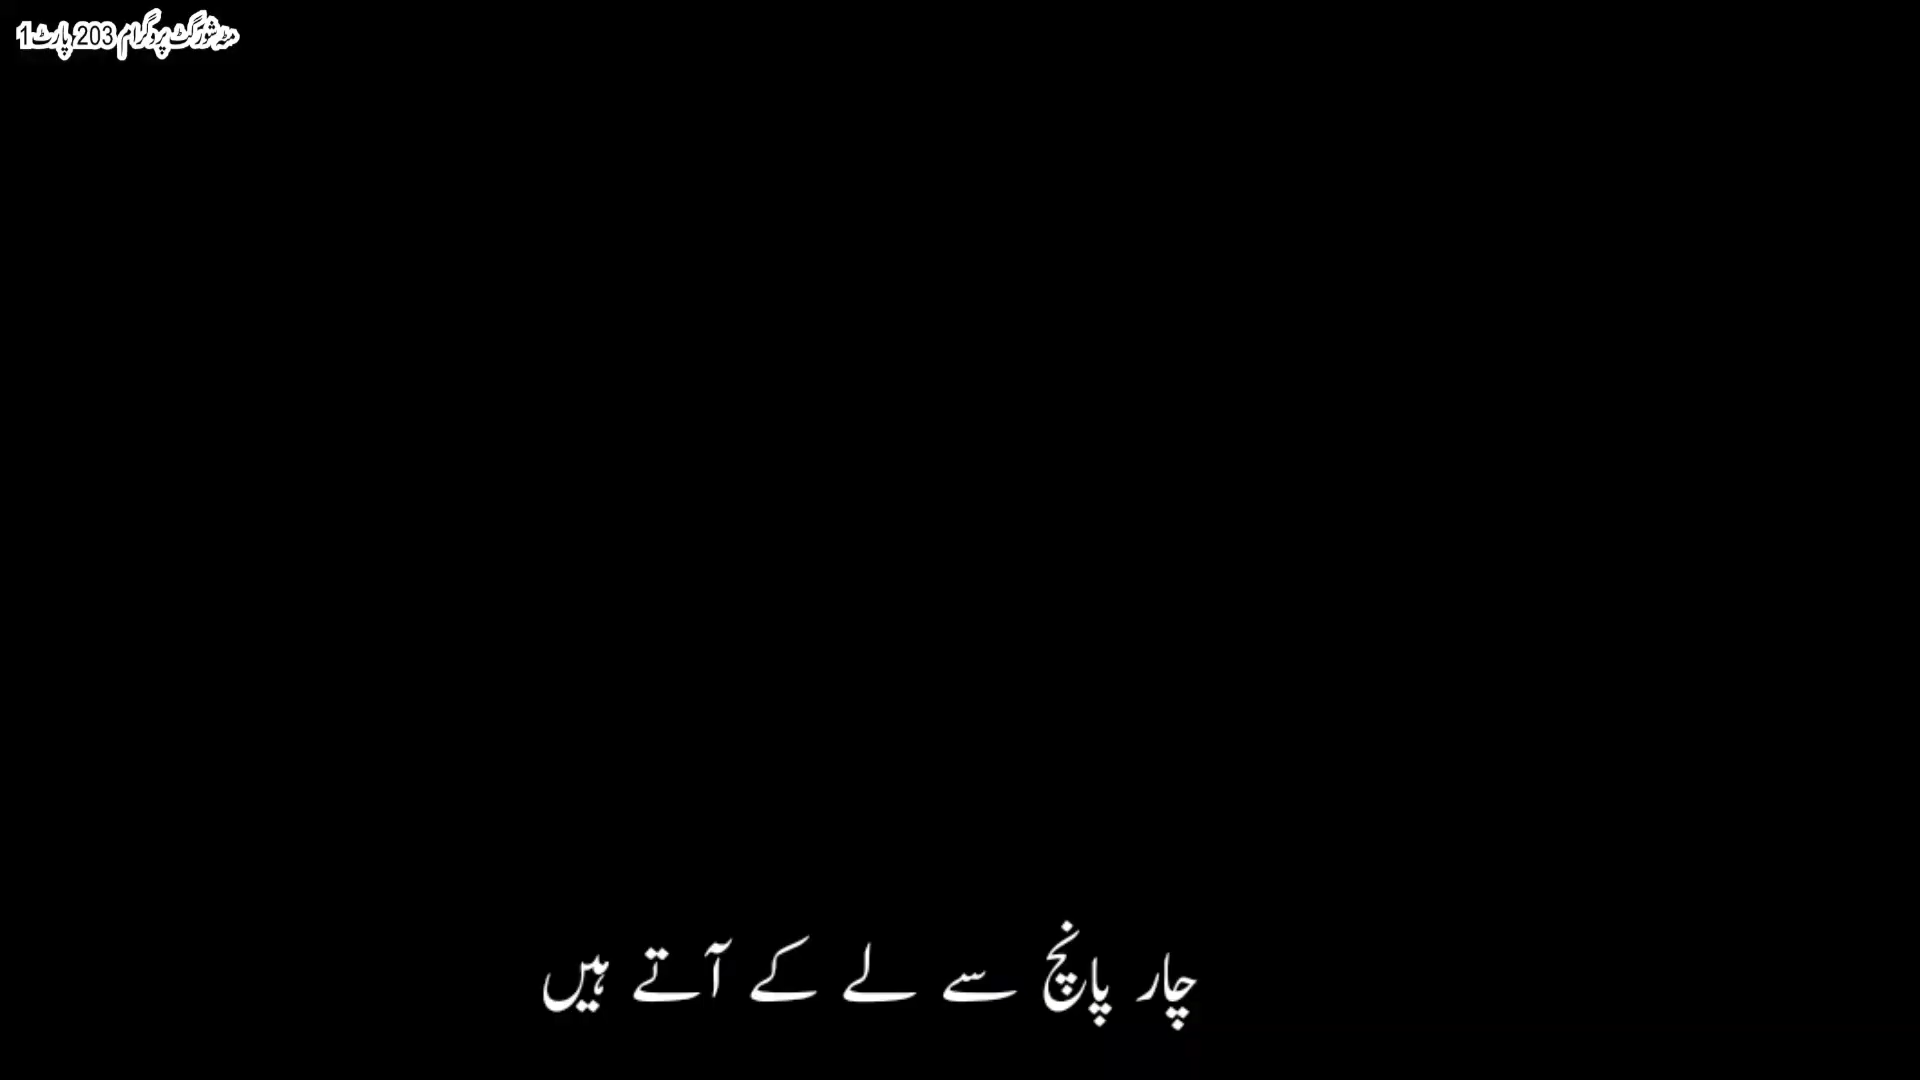 پروگرام 203 پارٹ 1
چار پانچ سے لے کے آتے ہیں